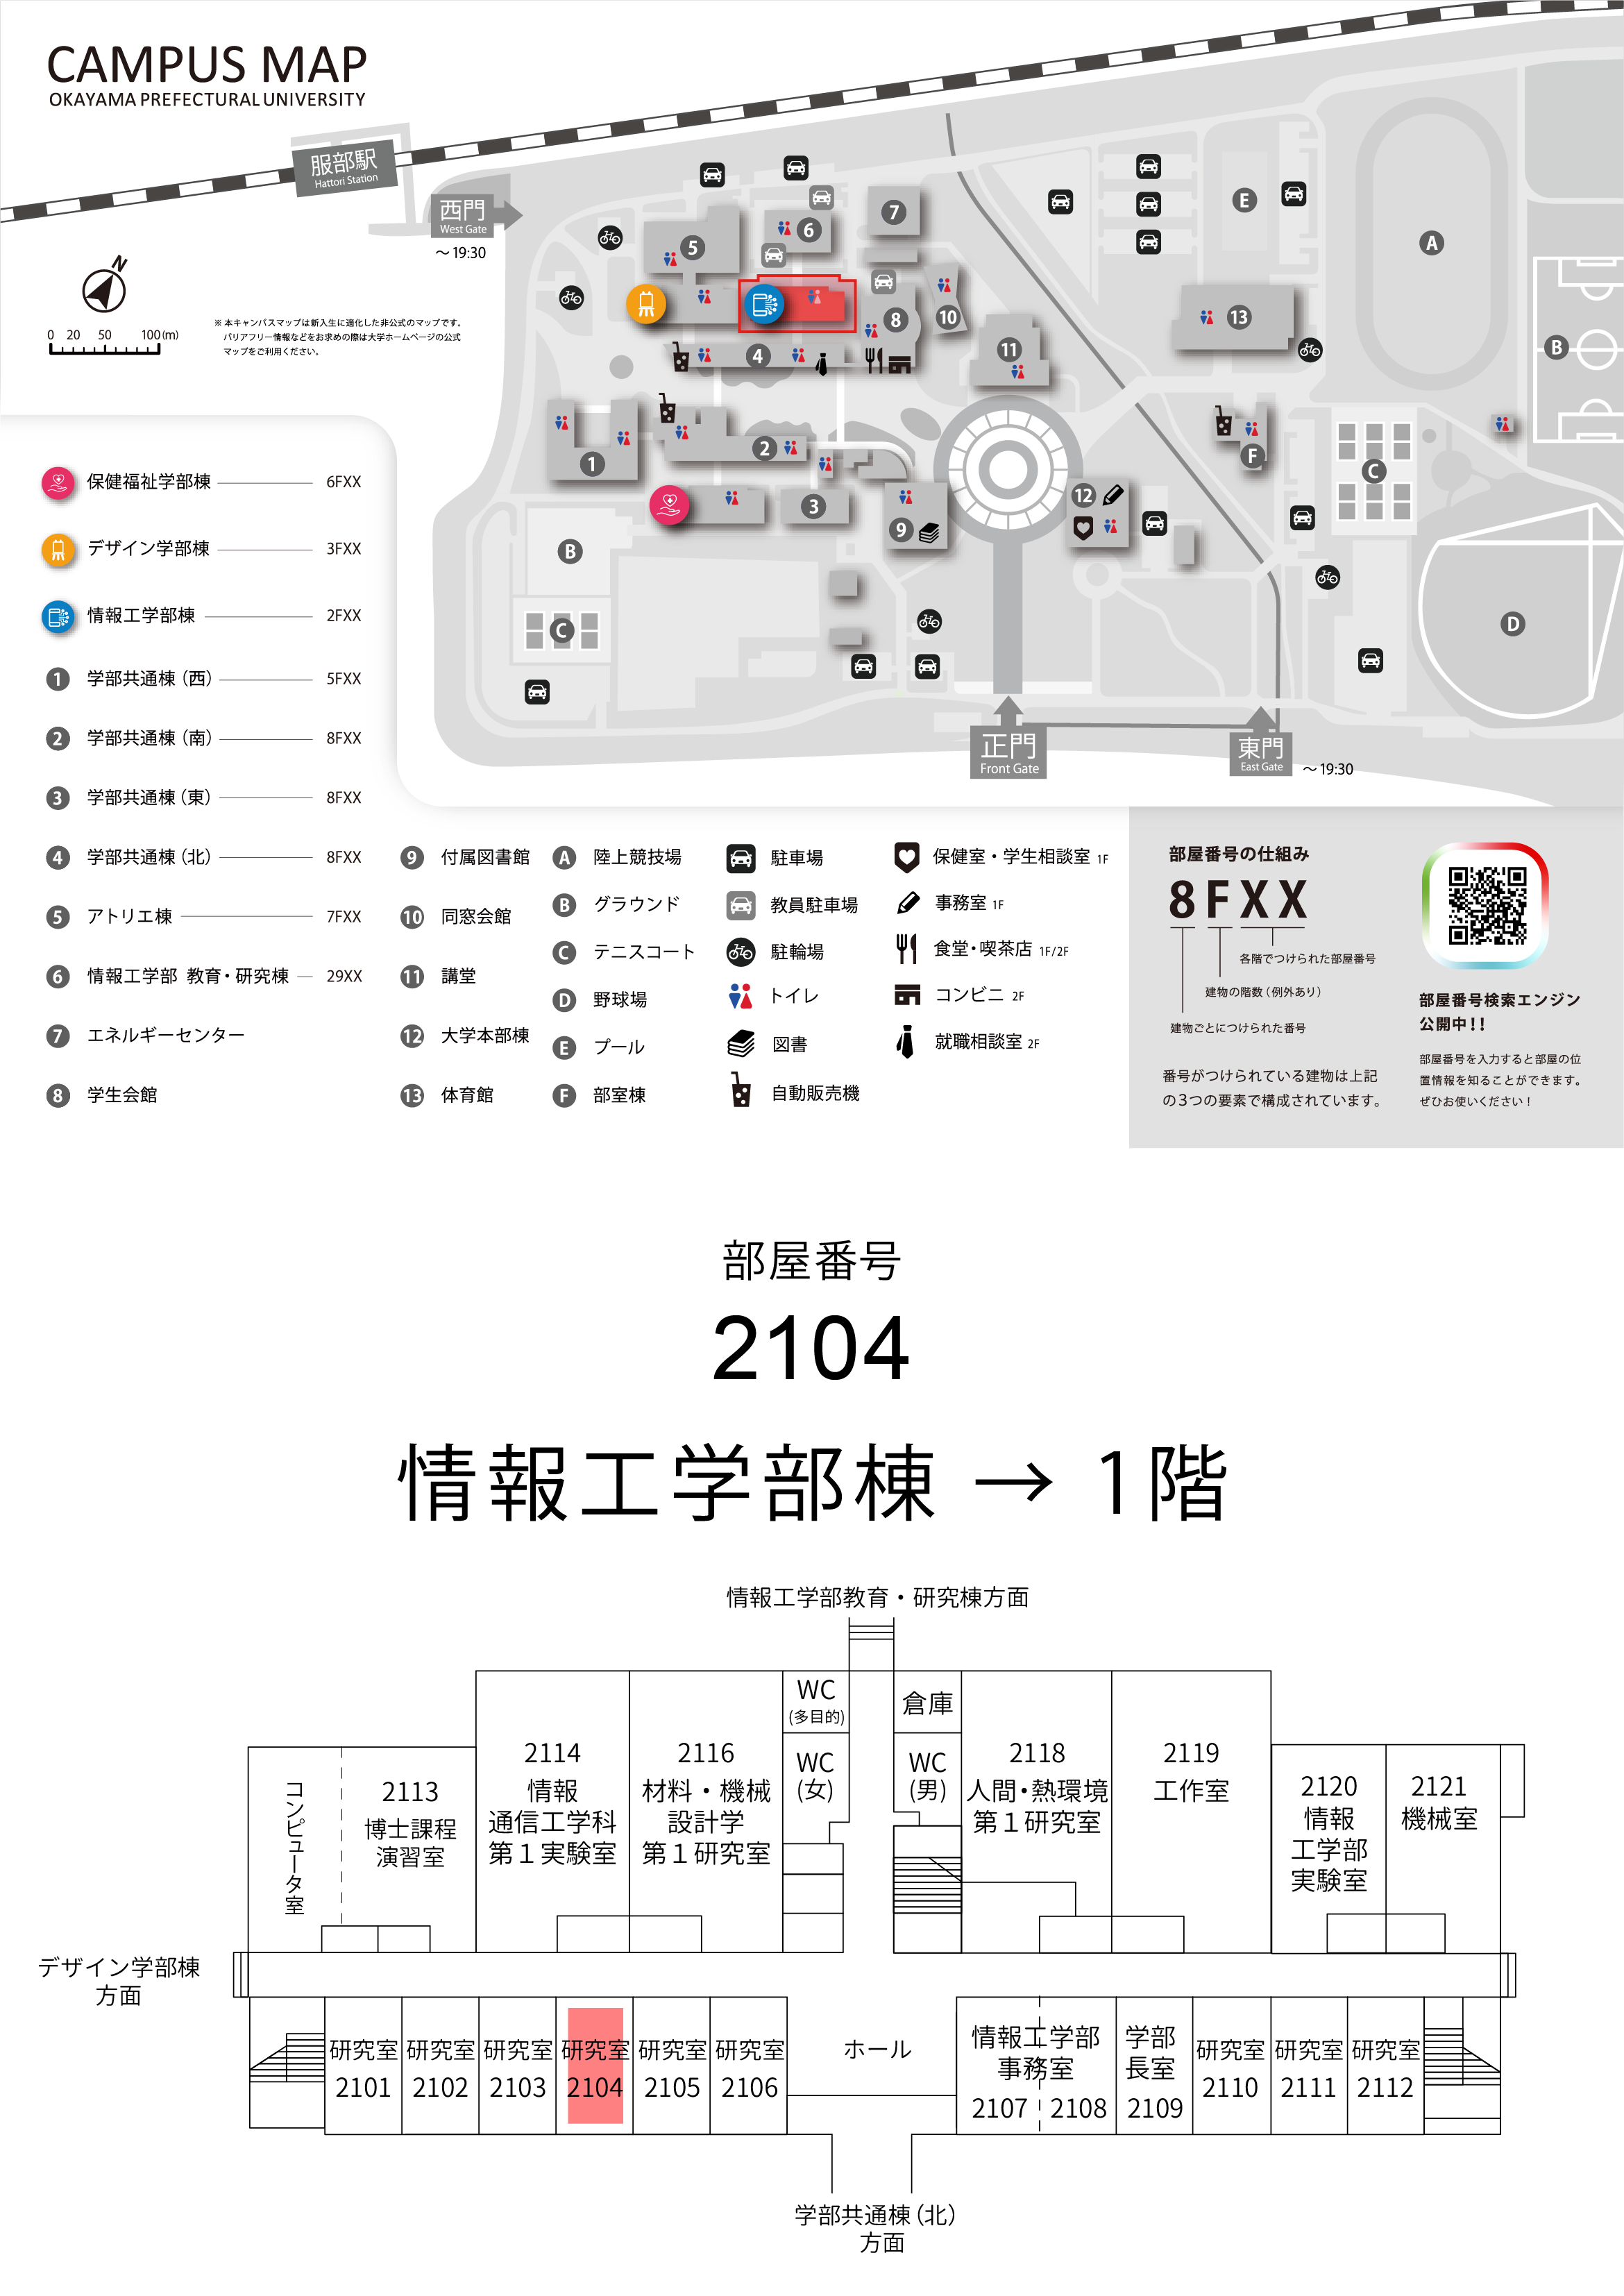 CAMPUS MAP
OKAYAMA PREFECTURAL UNIVERSITY
服部駅
Hattori Station
西門
West Gate
～19:30
N
0 20 50 100(m)
※ 本キャンパスマップは新入生に適化した非公式のマップです。
バリアフリー情報などをお求めの際は大学ホームページの公式
マップをご利用ください。
7
6
5
E
A
8
10
13
11
4
B
2
1
F
C
12
3
9
B
C
D
正門
Front Gate
東門
East Gate
～19:30
保健福祉学部棟 6FXX
デザイン学部棟 3FXX
情報工学部棟 2FXX
1 学部共通棟（西） 5FXX
2 学部共通棟（南） 8FXX
3 学部共通棟（東） 8FXX
4 学部共通棟（北） 8FXX
5 アトリエ棟 7FXX
6 情報工学部 教育・研究棟 29XX
7 エネルギーセンター
8 学生会館
9 付属図書館
10 同窓会館
11 講堂
12 大学本部棟
13 体育館
A 陸上競技場
B グラウンド
C テニスコート
D 野球場
E プール
F 部室棟
駐車場
教員駐車場
駐輪場
トイレ
図書
自動販売機
保健室・学生相談室 1F
事務室 1F
食堂・喫茶店 1F/2F
コンビニ 2F
就職相談室 2F
部屋番号の仕組み
8FXX
各階でつけられた部屋番号
建物の階数（例外あり）
建物ごとにつけられた番号
番号がつけられている建物は上記
の3つの要素で構成されています。
部屋番号検索エンジン
公開中！！
部屋番号を入力すると部屋の位
置情報を知ることができます。
ぜひお使いください！
部屋番号
2104
情報工学部棟 → 1階
情報工学部教育・研究棟方面
コンピュータ室
2113
博士課程
演習室
2114
情報
通信工学科
第1実験室
2116
材料・機械
設計学
第1研究室
WC
(多目的)
WC
(女)
倉庫
WC
(男)
2118
人間・熱環境
第1研究室
2119
工作室
2120
情報
工学部
実験室
2121
機械室
デザイン学部棟
方面
研究室
2101
研究室
2102
研究室
2103
研究室
2104
研究室
2105
研究室
2106
ホール
情報工学部
事務室
2107 2108
学部
長室
2109
研究室
2110
研究室
2111
研究室
2112
学部共通棟（北）
方面